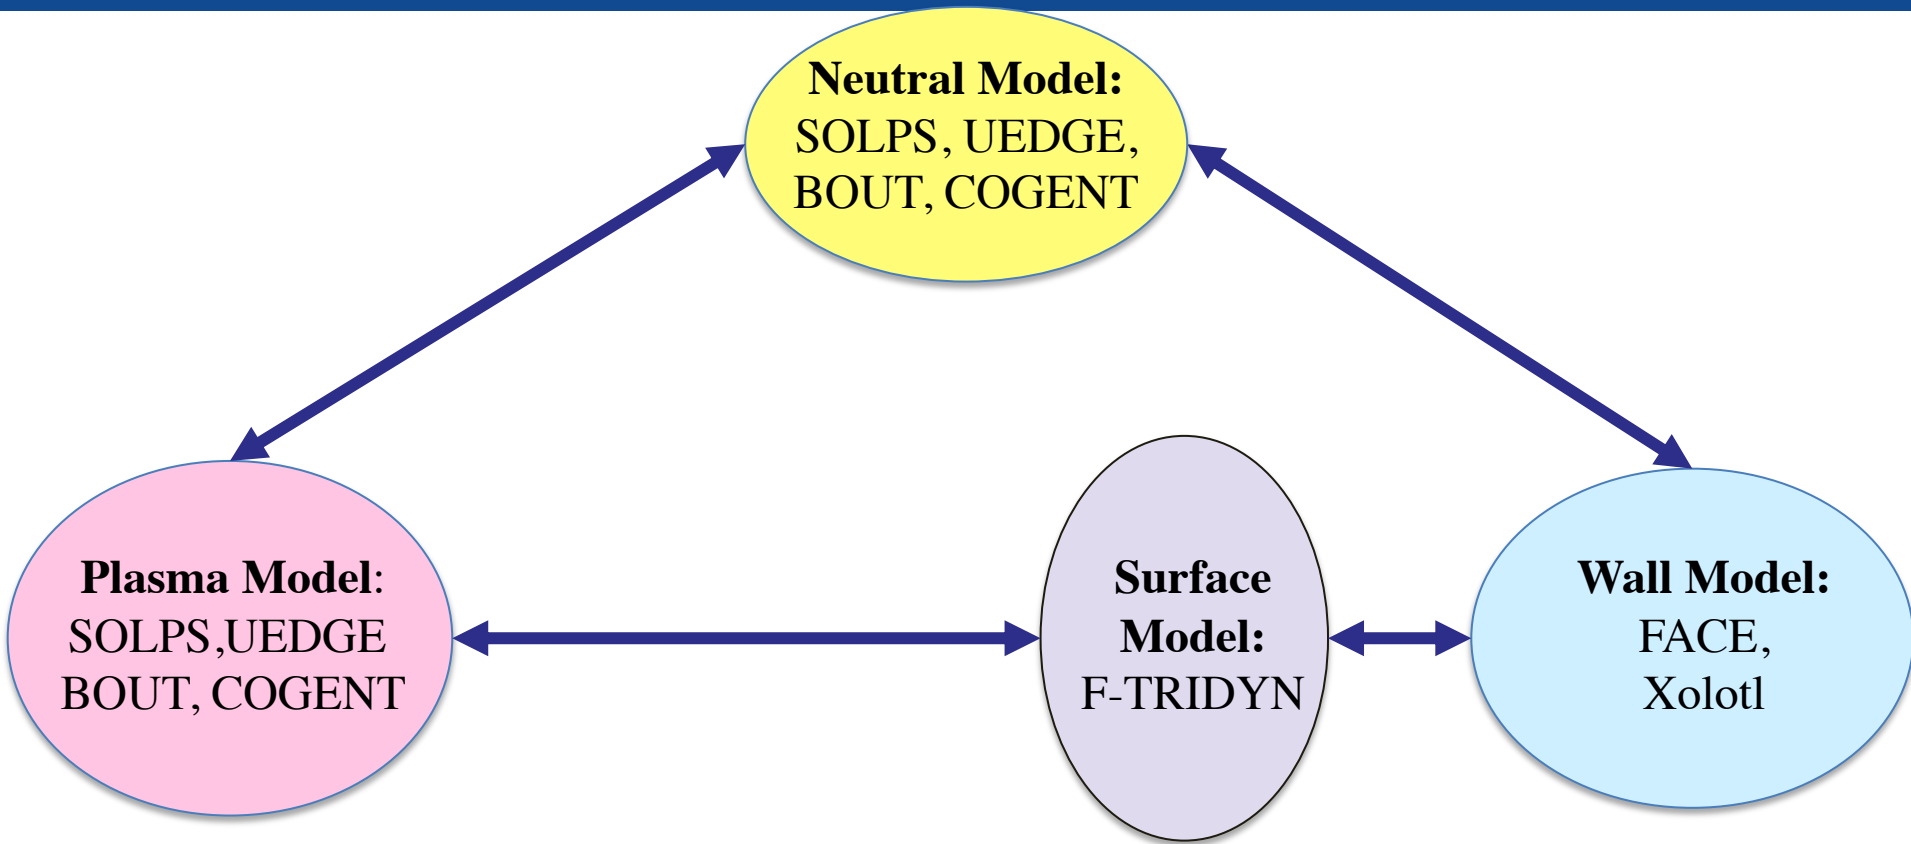 Neutral Model:
SOLPS, UEDGE,
BOUT, COGENT
Plasma Model:
SOLPS,UEDGE
BOUT, COGENT
Surface
Model:
F-TRIDYN
Wall Model:
FACE,
Xolotl